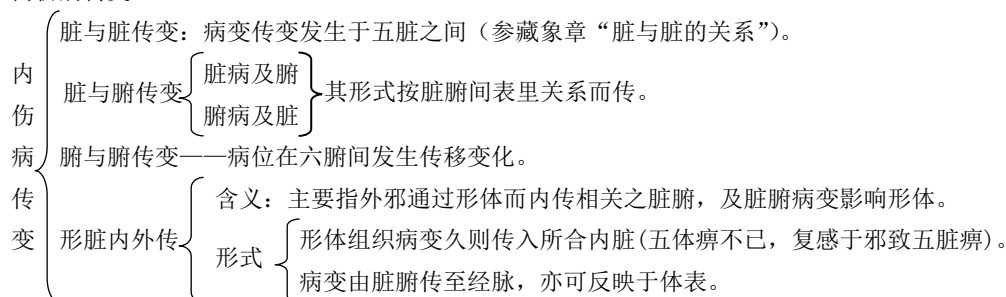 脏与脏传变：病变传变发生于五脏之间（参藏象章“脏与脏的关系”）。
内伤病传变
脏与腑传变
脏病及腑
腑病及脏
其形式按脏腑间表里关系而传。
腑与腑传变——病位在六腑间发生传移变化。
形脏内外传
含义：主要指外邪通过形体而内传相关之脏腑，及脏腑病变影响形体。
形式
形体组织病变久则传入所合内脏(五体痹不已，复感于邪致五脏痹)。
病变由脏腑传至经脉，亦可反映于体表。